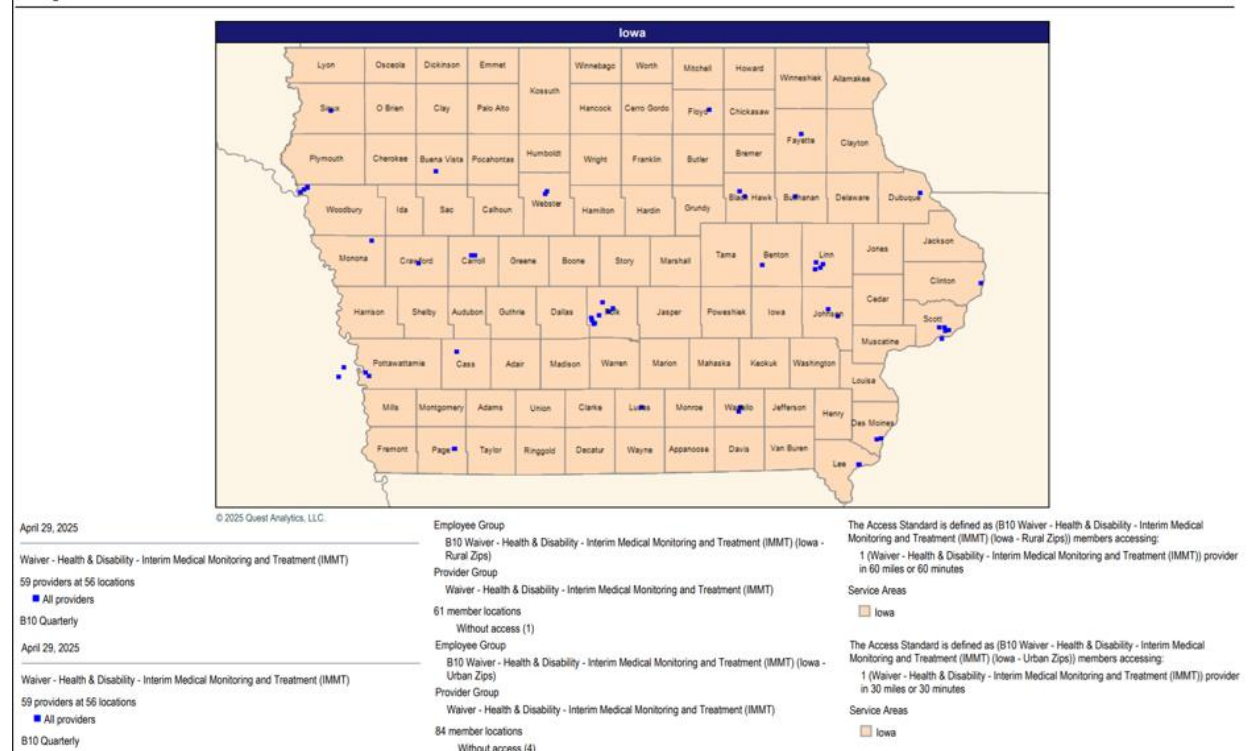 Iowa
Lyon
Osceola
Dickinson
Emmet
Kossuth
Winnebago
Worth
Mitchell
Howard
Winneshiek
Allamakee
Sioux
O Brien
Clay
Palo Alto
Hancock
Cerro Gordo
Floyd
Chickasaw
Fayette
Clayton
Plymouth
Cherokee
Buena Vista
Pocahontas
Humboldt
Wright
Franklin
Butler
Bremer
Woodbury
Ida
Sac
Calhoun
Webster
Hamilton
Hardin
Grundy
Black Hawk
Buchanan
Delaware
Dubuque
Monona
Crawford
Carroll
Greene
Boone
Story
Marshall
Tama
Benton
Linn
Jones
Jackson
Clinton
Harrison
Shelby
Audubon
Guthrie
Dallas
Polk
Jasper
Poweshiek
Iowa
Johnson
Cedar
Scott
Muscatine
Pottawattamie
Cass
Adair
Madison
Warren
Marion
Mahaska
Keokuk
Washington
Louisa
Mills
Montgomery
Adams
Union
Clarke
Lucas
Monroe
Wapello
Jefferson
Henry
Des Moines
Fremont
Page
Taylor
Ringgold
Decatur
Wayne
Appanoose
Davis
Van Buren
Lee
© 2025 Quest Analytics, LLC.
April 29, 2025
Waiver - Health & Disability - Interim Medical Monitoring and Treatment (IMMT)
59 providers at 56 locations
All providers
B10 Quarterly
April 29, 2025
Waiver - Health & Disability - Interim Medical Monitoring and Treatment (IMMT)
59 providers at 56 locations
All providers
B10 Quarterly
Employee Group
B10 Waiver - Health & Disability - Interim Medical Monitoring and Treatment (IMMT) (Iowa -
Rural Zips)
Provider Group
Waiver - Health & Disability - Interim Medical Monitoring and Treatment (IMMT)
61 member locations
Without access (1)
Employee Group
B10 Waiver - Health & Disability - Interim Medical Monitoring and Treatment (IMMT) (Iowa -
Urban Zips)
Provider Group
Waiver - Health & Disability - Interim Medical Monitoring and Treatment (IMMT)
84 member locations
Without access (4)
The Access Standard is defined as (B10 Waiver - Health & Disability - Interim Medical
Monitoring and Treatment (IMMT) (Iowa - Rural Zips)) members accessing:
1 (Waiver - Health & Disability - Interim Medical Monitoring and Treatment (IMMT)) provider
in 60 miles or 60 minutes
Service Areas
Iowa
The Access Standard is defined as (B10 Waiver - Health & Disability - Interim Medical
Monitoring and Treatment (IMMT) (Iowa - Urban Zips)) members accessing:
1 (Waiver - Health & Disability - Interim Medical Monitoring and Treatment (IMMT)) provider
in 30 miles or 30 minutes
Service Areas
Iowa